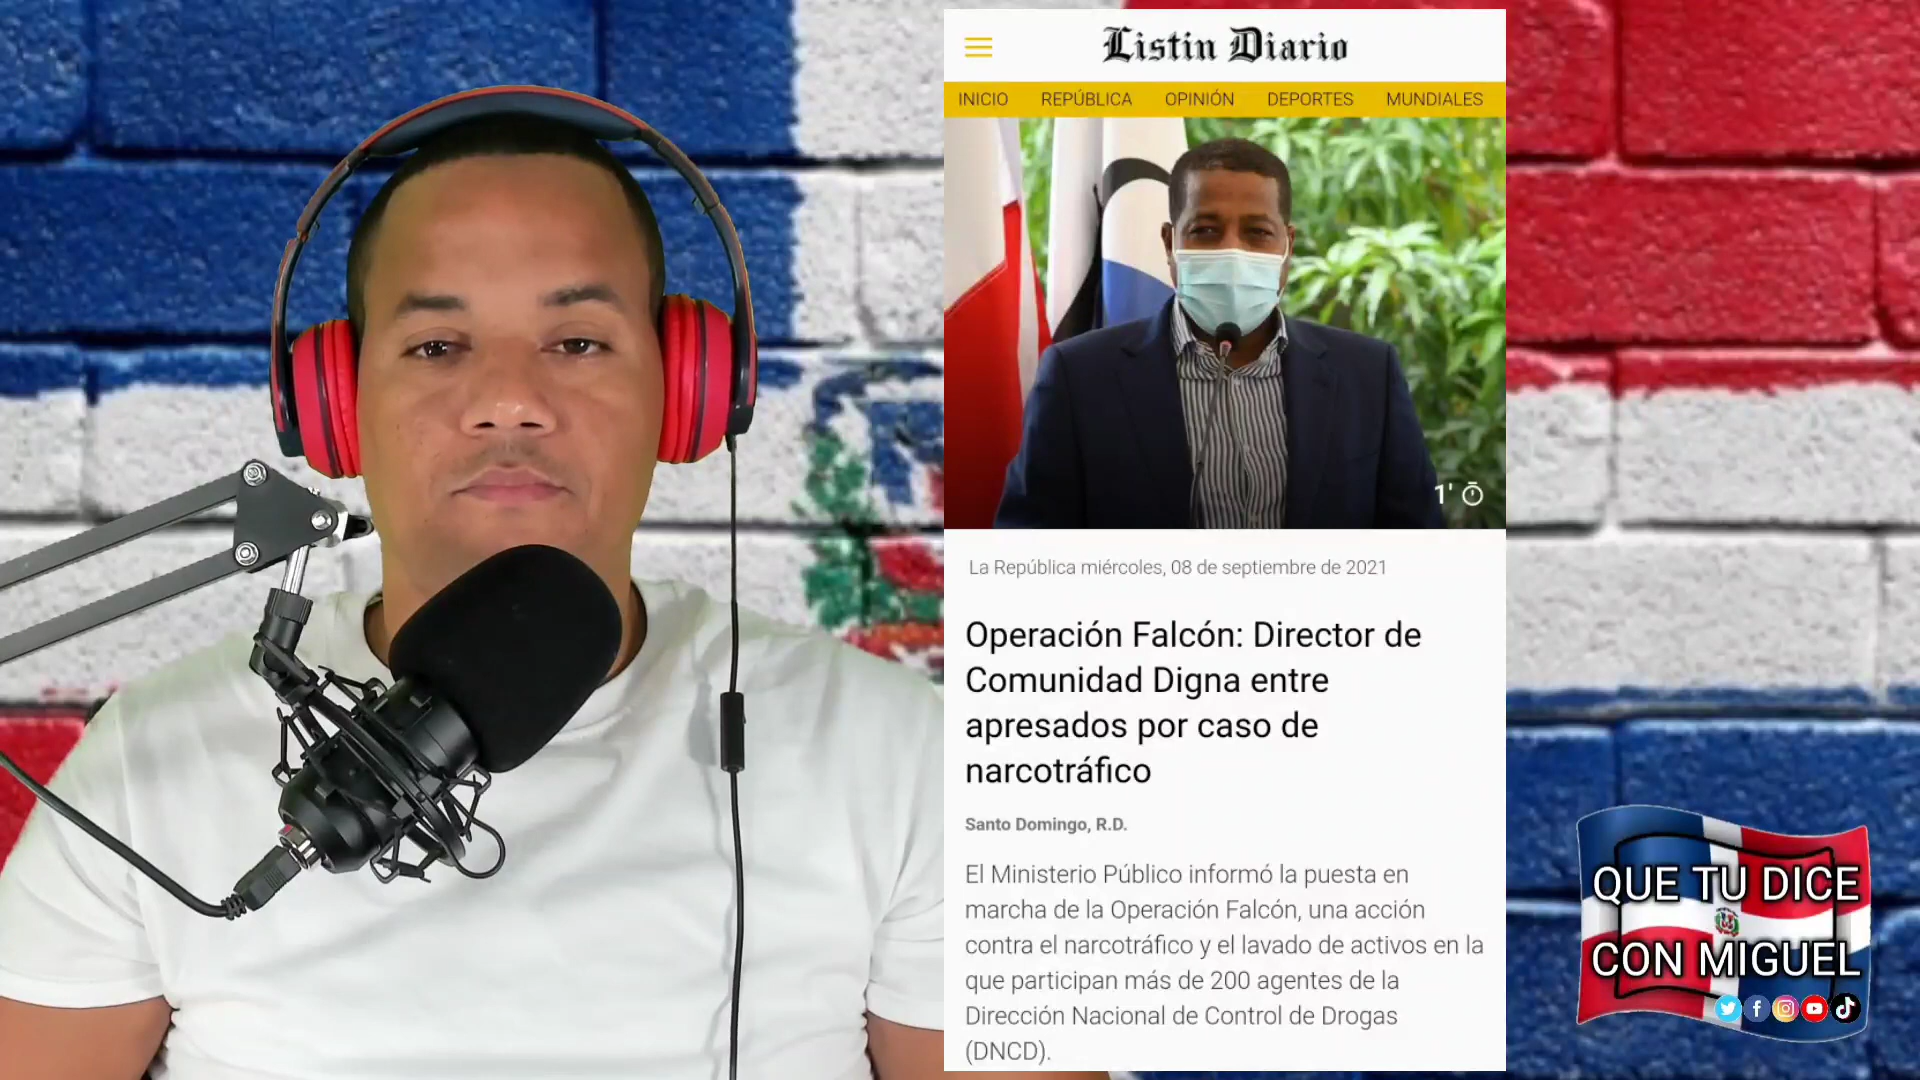 Listin Diario
INICIO REPÚBLICA OPINIÓN DEPORTES MUNDIALES
1'
La República miércoles, 08 de septiembre de 2021
Operación Falcón: Director de
Comunidad Digna entre
apresados por caso de
narcotráfico
Santo Domingo, R.D.
El Ministerio Público informó la puesta en
marcha de la Operación Falcón, una acción
contra el narcotráfico y el lavado de activos en la
que participan más de 200 agentes de la
Dirección Nacional de Control de Drogas
(DNCD).
QUE TU DICE
CON MIGUEL